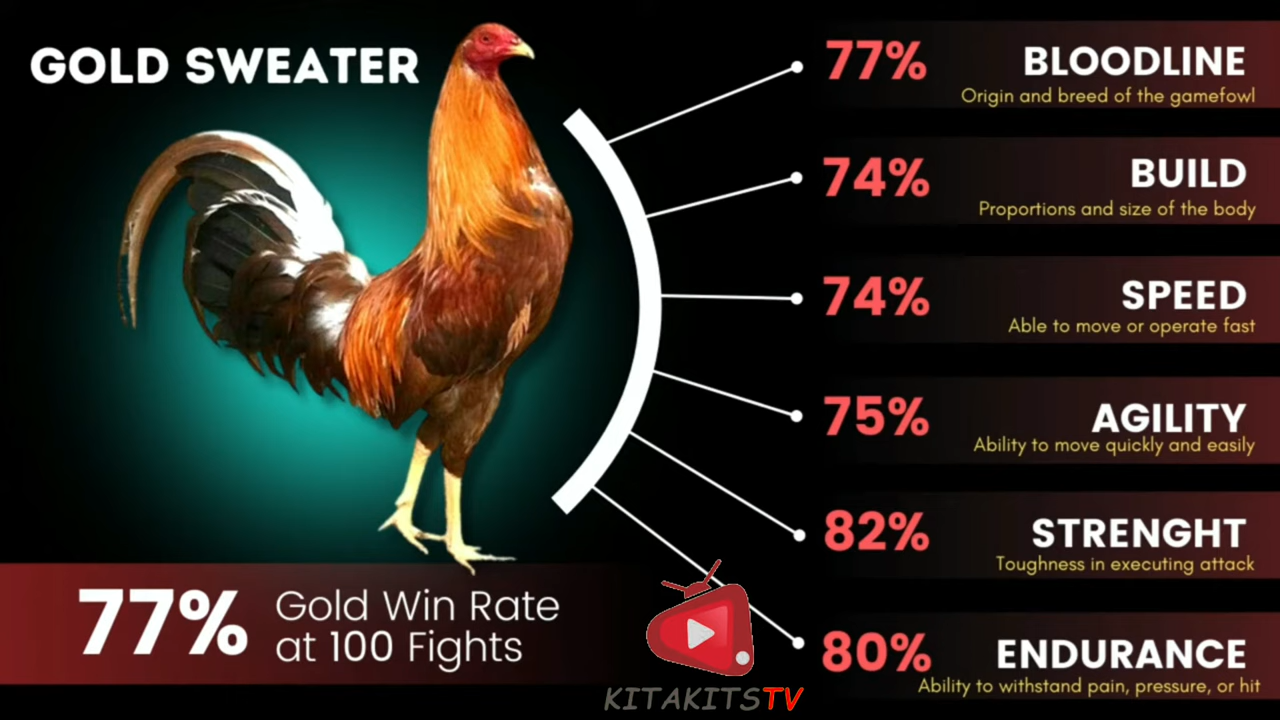 GOLD SWEATER
77% BLOODLINE
Origin and breed of the gamefowl
74% BUILD
Proportions and size of the body
74% SPEED
Able to move or operate fast
75% AGILITY
Ability to move quickly and easily
82% STRENGHT
Toughness in executing attack
80% ENDURANCE
Ability to withstand pain, pressure, or hit
77% Gold Win Rate
at 100 Fights
KITAKITSTV